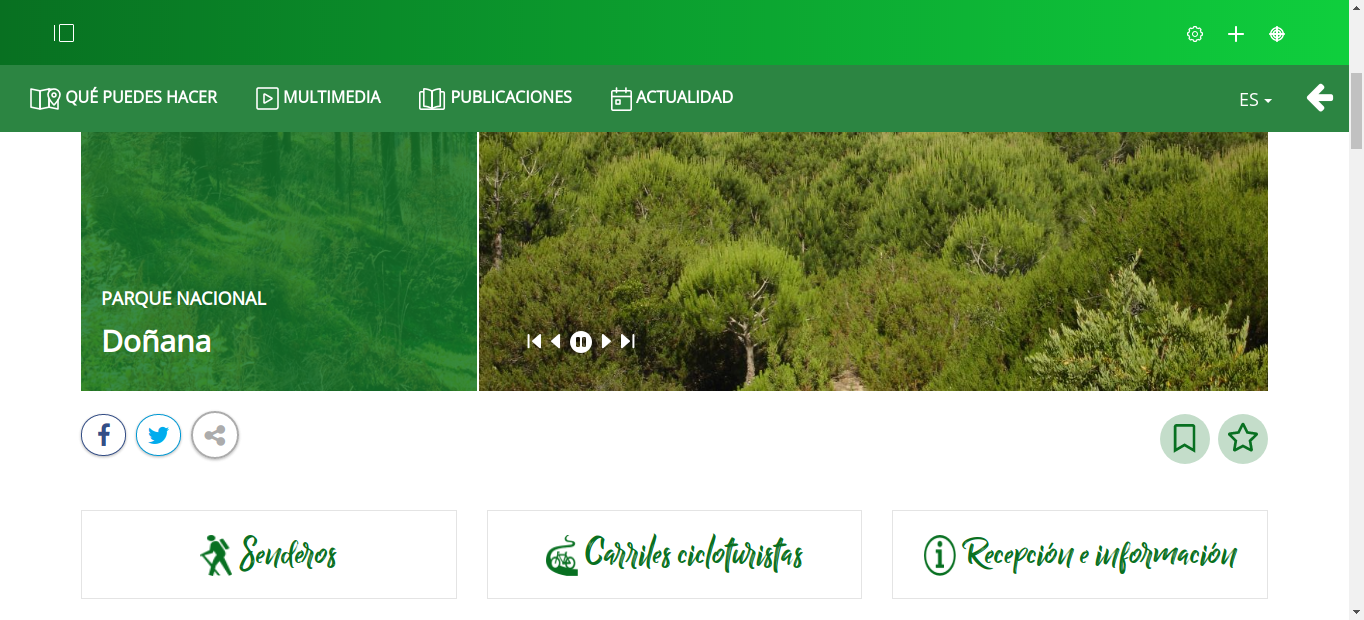 QUÉ PUEDES HACER
MULTIMEDIA
PUBLICACIONES
ACTUALIDAD
ES
PARQUE NACIONAL
Doñana
Senderos
Carriles cicloturistas
Recepción e información